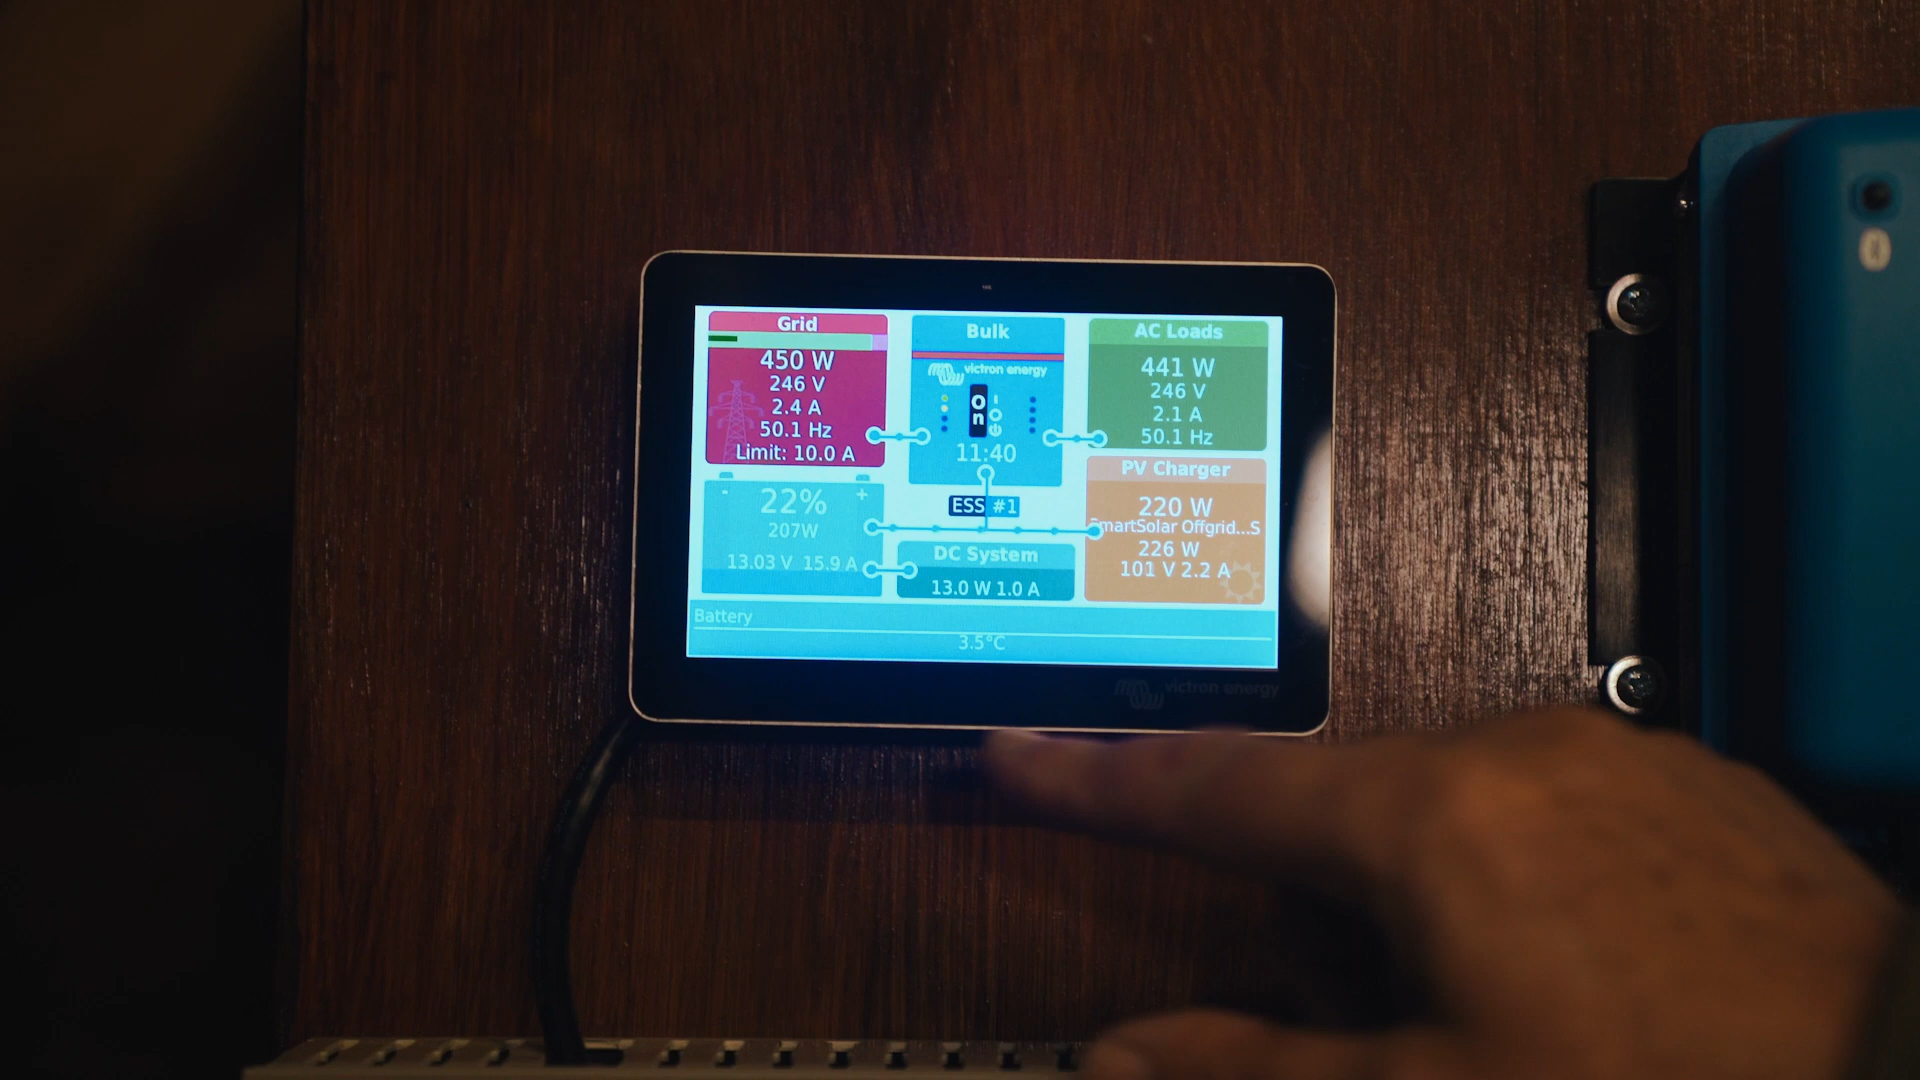 Grid
450 W
246 V
2.4 A
50.1 Hz
Limit: 10.0 A
Bulk
victron energy
On
11:40
AC Loads
441 W
246 V
2.1 A
50.1 Hz
- +
22%
207W
13.03 V 15.9 A
ESS #1
DC System
13.0 W 1.0 A
PV Charger
220 W
SmartSolar Offgrid...S
226 W
101 V 2.2 A
Battery
3.5°C
victron energy